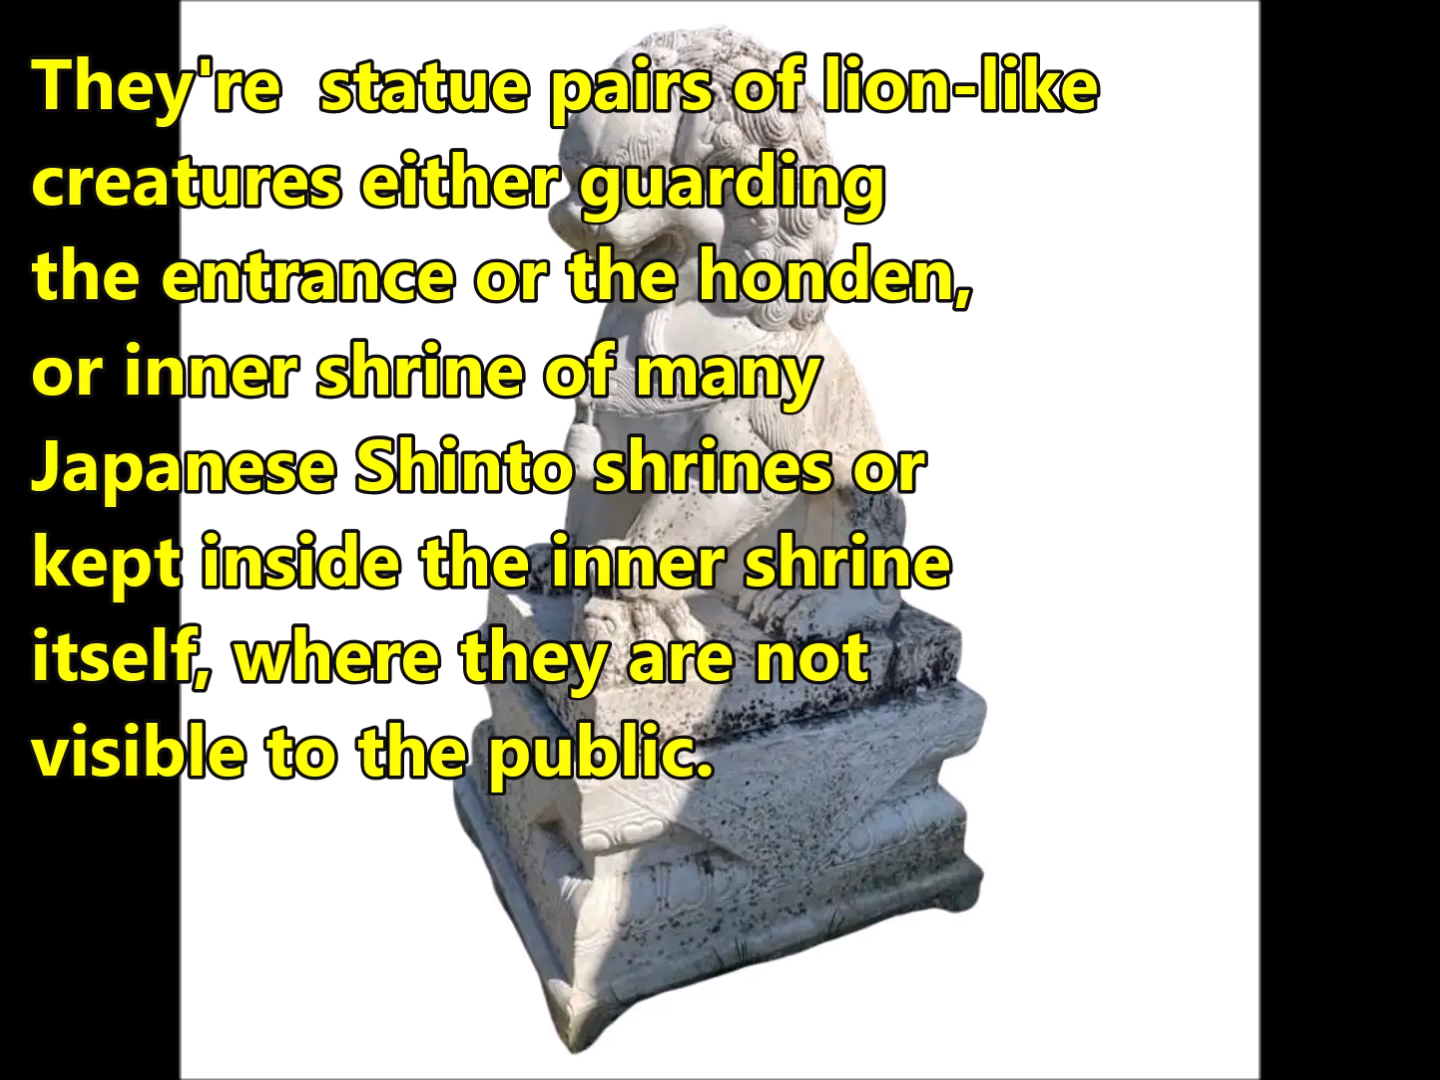 They're  statue pairs of lion-like
creatures either guarding
the entrance or the honden,
or inner shrine of many
Japanese Shinto shrines or
kept inside the inner shrine
itself, where they are not
visible to the public.